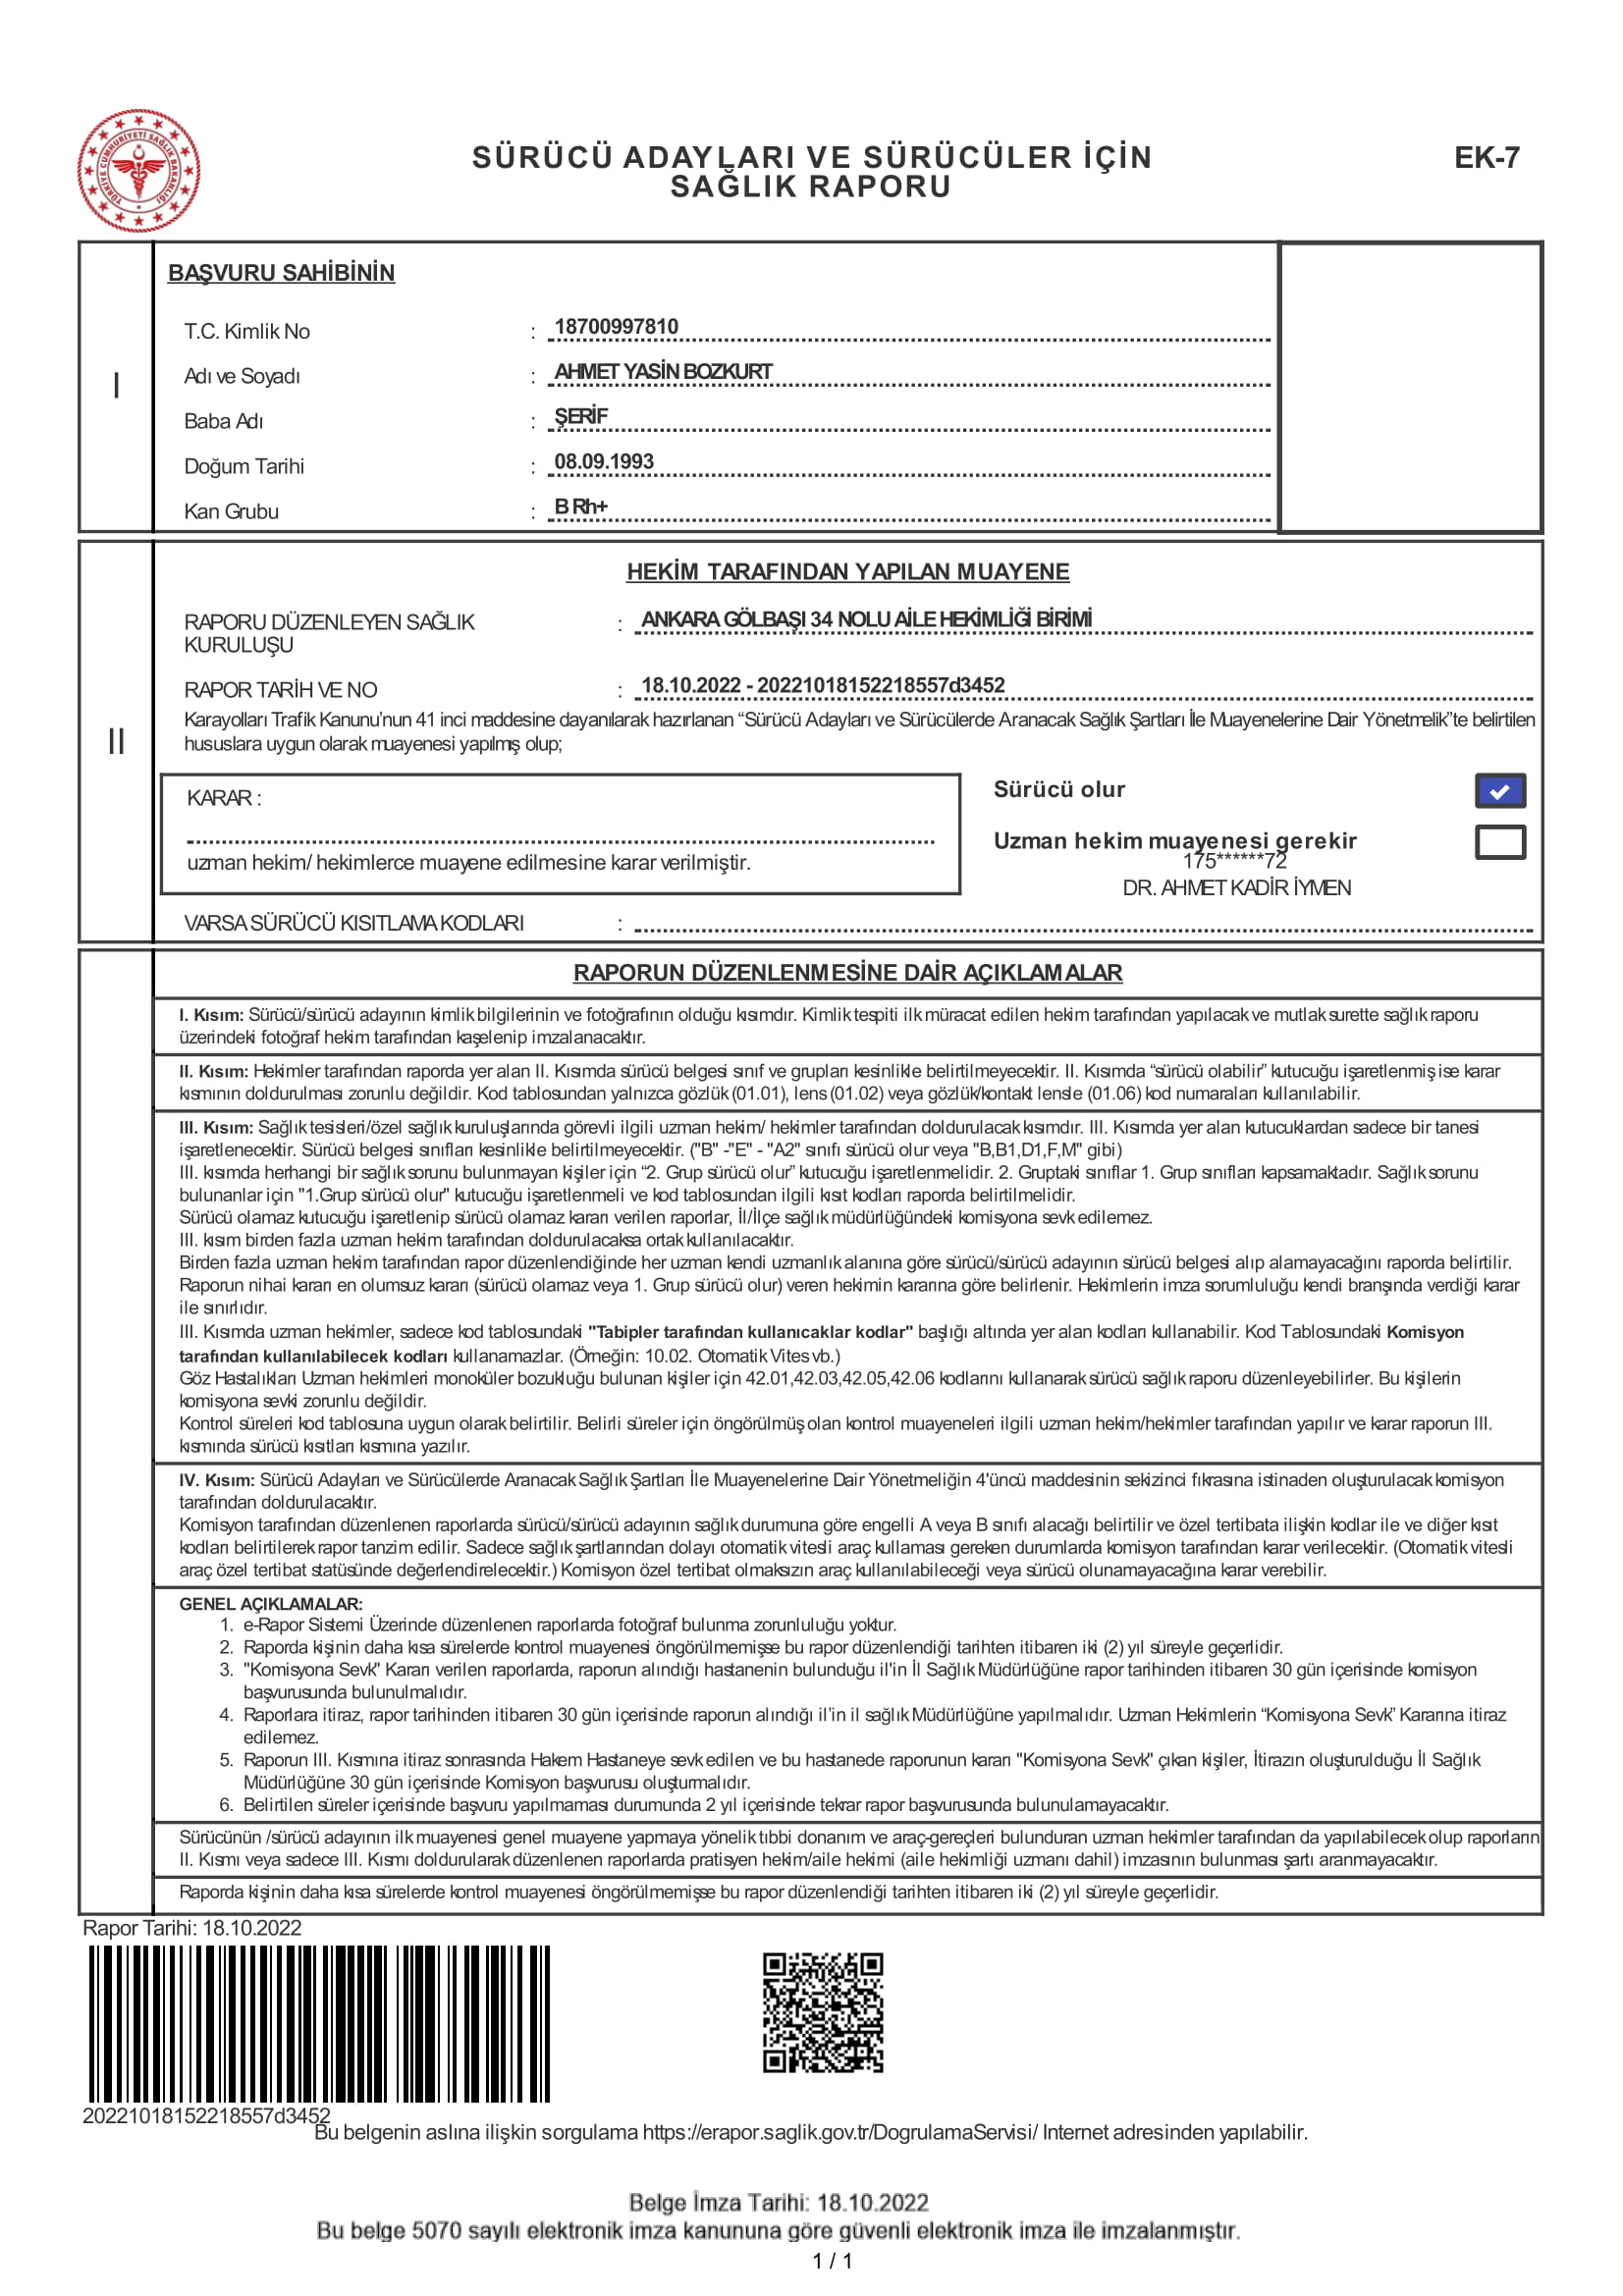 TÜRKİYE CUMHURİYETİ SAĞLIK BAKANLIĞI
SÜRÜCÜ ADAYLARI VE SÜRÜCÜLER İÇİN
SAĞLIK RAPORU
EK-7
I
BAŞVURU SAHİBİNİN
T.C. Kimlik No : 18700997810
Adı ve Soyadı : AHMET YASİN BOZKURT
Baba Adı : ŞERİF
Doğum Tarihi : 08.09.1993
Kan Grubu : B Rh+
II
HEKİM TARAFINDAN YAPILAN MUAYENE
RAPORU DÜZENLEYEN SAĞLIK : ANKARA GÖLBAŞI 34 NOLU AİLE HEKİMLİĞİ BİRİMİ
KURULUŞU
RAPOR TARİH VE NO : 18.10.2022 - 20221018152218557d3452
Karayolları Trafik Kanunu'nun 41 inci maddesine dayanılarak hazırlanan “Sürücü Adayları ve Sürücülerde Aranacak Sağlık Şartları İle Muayenelerine Dair Yönetmelik”te belirtilen
hususlara uygun olarak muayenesi yapılmış olup;
KARAR :
uzman hekim/ hekimlerce muayene edilmesine karar verilmiştir.
Sürücü olur
Uzman hekim muayenesi gerekir
175******72
DR. AHMET KADİR İYMEN
VARSA SÜRÜCÜ KISITLAMA KODLARI :
RAPORUN DÜZENLENMESİNE DAİR AÇIKLAMALAR
I. Kısım: Sürücü/sürücü adayının kimlik bilgilerinin ve fotoğrafının olduğu kısımdır. Kimlik tespiti ilk müracat edilen hekim tarafından yapılacak ve mutlak surette sağlık raporu
üzerindeki fotoğraf hekim tarafından kaşelenip imzalanacaktır.
II. Kısım: Hekimler tarafından raporda yer alan II. Kısımda sürücü belgesi sınıf ve grupları kesinlikle belirtilmeyecektir. II. Kısımda “sürücü olabilir” kutucuğu işaretlenmiş ise karar
kısmının doldurulması zorunlu değildir. Kod tablosundan yalnızca gözlük (01.01), lens (01.02) veya gözlük/kontakt lensle (01.06) kod numaraları kullanılabilir.
III. Kısım: Sağlık tesisleri/özel sağlık kuruluşlarında görevli ilgili uzman hekim/ hekimler tarafından doldurulacak kısımdır. III. Kısımda yer alan kutucuklardan sadece bir tanesi
işaretlenecektir. Sürücü belgesi sınıfları kesinlikle belirtilmeyecektir. ("B" -"E" - "A2" sınıfı sürücü olur veya "B,B1,D1,F,M" gibi)
III. kısımda herhangi bir sağlık sorunu bulunmayan kişiler için “2. Grup sürücü olur” kutucuğu işaretlenmelidir. 2. Gruptaki sınıflar 1. Grup sınıfları kapsamaktadır. Sağlık sorunu
bulunanlar için "1.Grup sürücü olur" kutucuğu işaretlenmeli ve kod tablosundan ilgili kısıt kodları raporda belirtilmelidir.
Sürücü olamaz kutucuğu işaretlenip sürücü olamaz kararı verilen raporlar, İl/İlçe sağlık müdürlüğündeki komisyona sevk edilemez.
III. kısım birden fazla uzman hekim tarafından doldurulacaksa ortak kullanılacaktır.
Birden fazla uzman hekim tarafından rapor düzenlendiğinde her uzman kendi uzmanlık alanına göre sürücü/sürücü adayının sürücü belgesi alıp alamayacağını raporda belirtilir.
Raporun nihai kararı en olumsuz kararı (sürücü olamaz veya 1. Grup sürücü olur) veren hekimin kararına göre belirlenir. Hekimlerin imza sorumluluğu kendi branşında verdiği karar
ile sınırlıdır.
III. Kısımda uzman hekimler, sadece kod tablosundaki "Tabipler tarafından kullanıcaklar kodlar" başlığı altında yer alan kodları kullanabilir. Kod Tablosundaki Komisyon
tarafından kullanılabilecek kodları kullanamazlar. (Örneğin: 10.02. Otomatik Vites vb.)
Göz Hastalıkları Uzman hekimleri monoküler bozukluğu bulunan kişiler için 42.01,42.03,42.05,42.06 kodlarını kullanarak sürücü sağlık raporu düzenleyebilirler. Bu kişilerin
komisyona sevki zorunlu değildir.
Kontrol süreleri kod tablosuna uygun olarak belirtilir. Belirli süreler için öngörülmüş olan kontrol muayeneleri ilgili uzman hekim/hekimler tarafından yapılır ve karar raporun III.
kısmında sürücü kısıtları kısmına yazılır.
IV. Kısım: Sürücü Adayları ve Sürücülerde Aranacak Sağlık Şartları İle Muayenelerine Dair Yönetmeliğin 4'üncü maddesinin sekizinci fıkrasına istinaden oluşturulacak komisyon
tarafından doldurulacaktır.
Komisyon tarafından düzenlenen raporlarda sürücü/sürücü adayının sağlık durumuna göre engelli A veya B sınıfı alacağı belirtilir ve özel tertibata ilişkin kodlar ile ve diğer kısıt
kodları belirtilerek rapor tanzim edilir. Sadece sağlık şartlarından dolayı otomatik vitesli araç kullaması gereken durumlarda komisyon tarafından karar verilecektir. (Otomatik vitesli
araç özel tertibat statüsünde değerlendirelecektir.) Komisyon özel tertibat olmaksızın araç kullanılabileceği veya sürücü olunamayacağına karar verebilir.
GENEL AÇIKLAMALAR:
1. e-Rapor Sistemi Üzerinde düzenlenen raporlarda fotoğraf bulunma zorunluluğu yoktur.
2. Raporda kişinin daha kısa sürelerde kontrol muayenesi öngörülmemişse bu rapor düzenlendiği tarihten itibaren iki (2) yıl süreyle geçerlidir.
3. "Komisyona Sevk" Kararı verilen raporlarda, raporun alındığı hastanenin bulunduğu il'in İl Sağlık Müdürlüğüne rapor tarihinden itibaren 30 gün içerisinde komisyon
başvurusunda bulunulmalıdır.
4. Raporlara itiraz, rapor tarihinden itibaren 30 gün içerisinde raporun alındığı il'in il sağlık Müdürlüğüne yapılmalıdır. Uzman Hekimlerin “Komisyona Sevk” Kararına itiraz
edilemez.
5. Raporun III. Kısmına itiraz sonrasında Hakem Hastaneye sevk edilen ve bu hastanede raporunun kararı "Komisyona Sevk" çıkan kişiler, İtirazın oluşturulduğu İl Sağlık
Müdürlüğüne 30 gün içerisinde Komisyon başvurusu oluşturmalıdır.
6. Belirtilen süreler içerisinde başvuru yapılmaması durumunda 2 yıl içerisinde tekrar rapor başvurusunda bulunulamayacaktır.
Sürücünün /sürücü adayının ilk muayenesi genel muayene yapmaya yönelik tıbbi donanım ve araç-gereçleri bulunduran uzman hekimler tarafından da yapılabilecek olup raporların
II. Kısmı veya sadece III. Kısmı doldurularak düzenlenen raporlarda pratisyen hekim/aile hekimi (aile hekimliği uzmanı dahil) imzasının bulunması şartı aranmayacaktır.
Raporda kişinin daha kısa sürelerde kontrol muayenesi öngörülmemişse bu rapor düzenlendiği tarihten itibaren iki (2) yıl süreyle geçerlidir.
Rapor Tarihi: 18.10.2022
20221018152218557d3452
Bu belgenin aslına ilişkin sorgulama https://erapor.saglik.gov.tr/DogrulamaServisi/ Internet adresinden yapılabilir.
Belge İmza Tarihi: 18.10.2022
Bu belge 5070 sayılı elektronik imza kanununa göre güvenli elektronik imza ile imzalanmıştır.
1 / 1